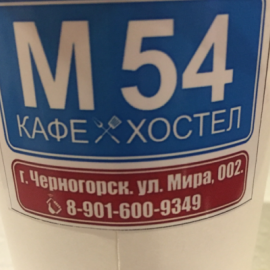 М 54
КАФЕ ХОСТЕЛ
г. Черногорск. ул. Мира, 002.
8-901-600-9349